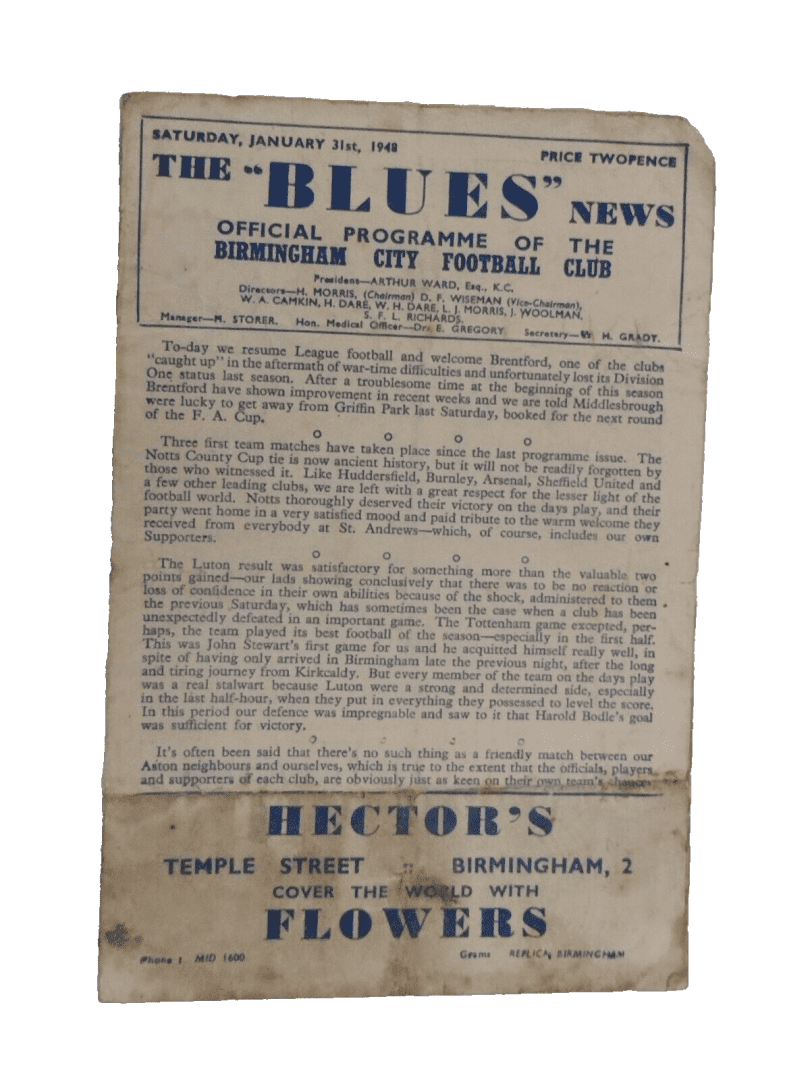 SATURDAY, JANUARY 31st, 1948
PRICE TWOPENCE
THE "BLUES" NEWS
OFFICIAL PROGRAMME OF THE
BIRMINGHAM CITY FOOTBALL CLUB
President—ARTHUR WARD, Esq., K.C.
Directors—H. MORRIS, (Chairman) D. F. WISEMAN (Vice-Chairman),
W. A. CAMKIN, H. DARE, W. H. DARE, L. J. MORRIS, J. WOOLMAN,
S. F. L. RICHARDS.
Manager—H. STORER. Hon. Medical Officer—Dr. E. GREGORY. Secretary—W. H. GRADY.
To-day we resume League football and welcome Brentford, one of the clubs
"caught up" in the aftermath of war-time difficulties and unfortunately lost its Division
One status last season. After a troublesome time at the beginning of this season
Brentford have shown improvement in recent weeks and we are told Middlesbrough
were lucky to get away from Griffin Park last Saturday, booked for the next round
of the F. A. Cup.
Three first team matches have taken place since the last programme issue. The
Notts County Cup tie is now ancient history, but it will not be readily forgotten by
those who witnessed it. Like Huddersfield, Burnley, Arsenal, Sheffield United and
a few other leading clubs, we are left with a great respect for the lesser light of the
football world. Notts thoroughly deserved their victory on the days play, and their
party went home in a very satisfied mood and paid tribute to the warm welcome they
received from everybody at St. Andrews—which, of course, includes our own
Supporters.
The Luton result was satisfactory for something more than the valuable two
points gained—our lads showing conclusively that there was to be no reaction or
loss of confidence in their own abilities because of the shock, administered to them
the previous Saturday, which has sometimes been the case when a club has been
unexpectedly defeated in an important game. The Tottenham game excepted, per-
haps, the team played its best football of the season—especially in the first half.
This was John Stewart's first game for us and he acquitted himself really well, in
spite of having only arrived in Birmingham late the previous night, after the long
and tiring journey from Kirkcaldy. But every member of the team on the days play
was a real stalwart because Luton were a strong and determined side, especially
in the last half-hour, when they put in everything they possessed to level the score.
In this period our defence was impregnable and saw to it that Harold Bodle's goal
was sufficient for victory.
It's often been said that there's no such thing as a friendly match between our
Aston neighbours and ourselves, which is true to the extent that the officials, players
and supporters of each club, are obviously just as keen on their own team's chances
HECTOR'S
TEMPLE STREET :: BIRMINGHAM, 2
COVER THE WORLD WITH
FLOWERS
Phone : MID 1600
Grams REPLICA, BIRMINGHAM